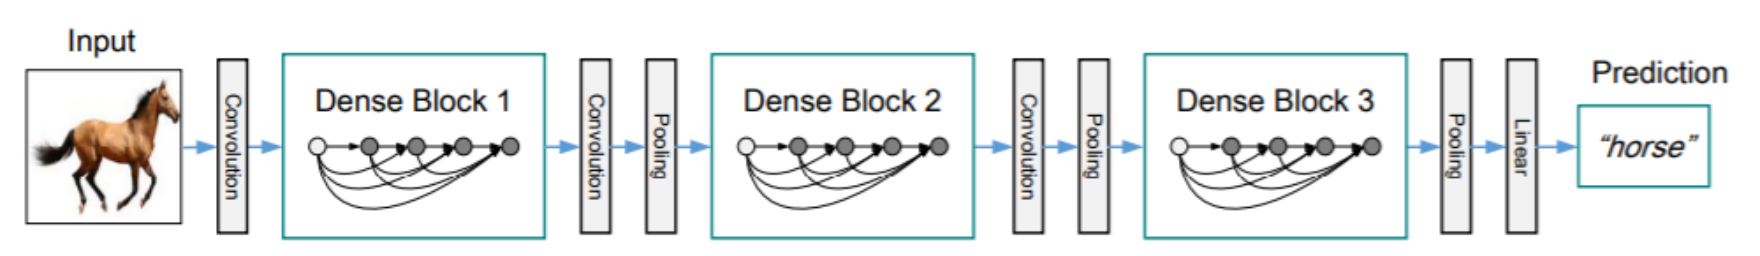 Input
Convolution
Dense Block 1
Convolution
Pooling
Dense Block 2
Convolution
Pooling
Dense Block 3
Pooling
Linear
Prediction
“horse”